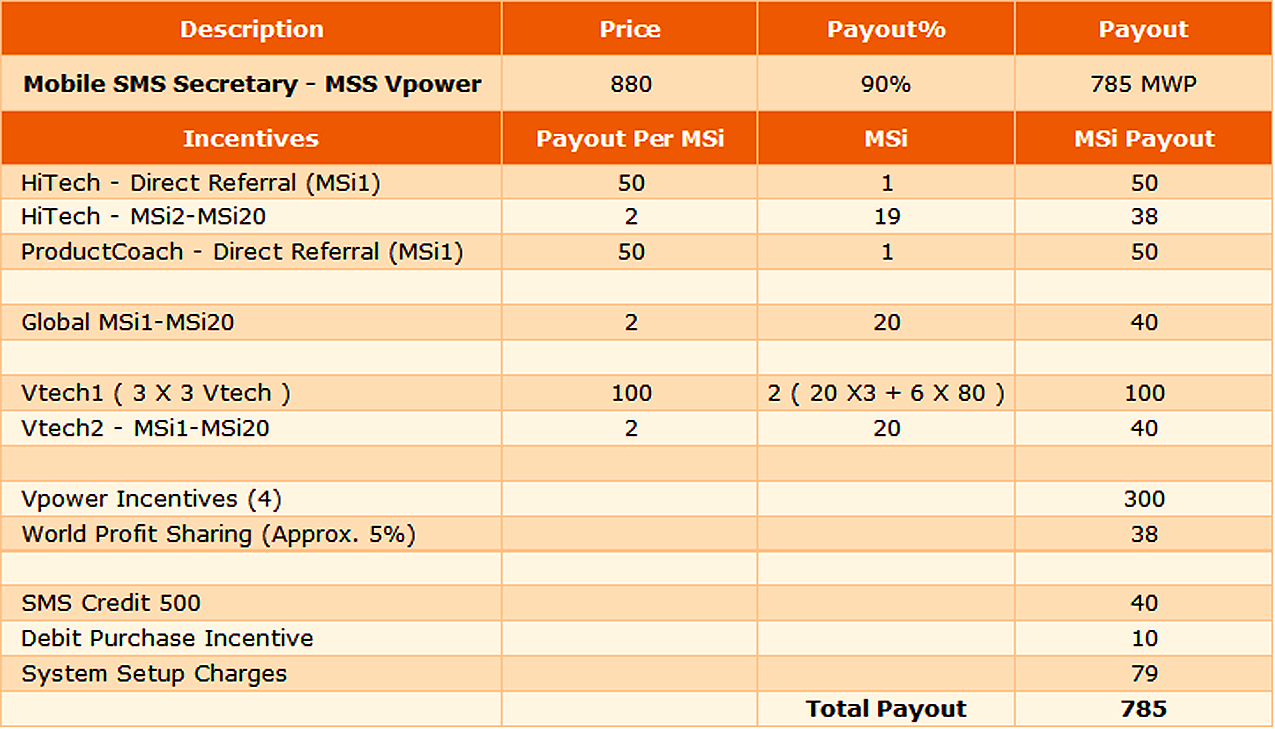 Description Price Payout% Payout
Mobile SMS Secretary - MSS Vpower 880 90% 785 MWP
Incentives Payout Per MSi MSi MSi Payout
HiTech - Direct Referral (MSi1) 50 1 50
HiTech - MSi2-MSi20 2 19 38
ProductCoach - Direct Referral (MSi1) 50 1 50
Global MSi1-MSi20 2 20 40
Vtech1 ( 3 X 3 Vtech ) 100 2 ( 20 X3 + 6 X 80 ) 100
Vtech2 - MSi1-MSi20 2 20 40
Vpower Incentives (4) 300
World Profit Sharing (Approx. 5%) 38
SMS Credit 500 40
Debit Purchase Incentive 10
System Setup Charges 79
Total Payout 785